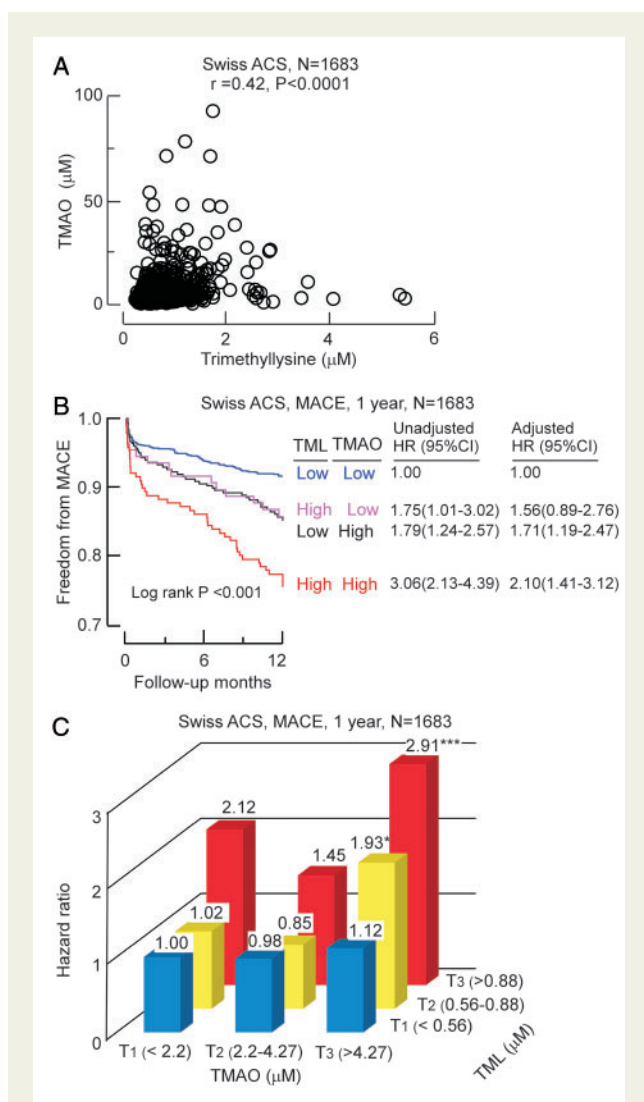 A
Swiss ACS, N=1683
r =0.42, P<0.0001
100
50
0
TMAO
(μM)
0 2 4 6
Trimethyllysine (μM)
B
Swiss ACS, MACE, 1 year, N=1683
1.0
0.9
0.8
0.7
Freedom from MACE
Unadjusted Adjusted
TML TMAO HR (95%CI) HR (95%CI)
Low Low 1.00 1.00
High Low 1.75(1.01-3.02) 1.56(0.89-2.76)
Low High 1.79(1.24-2.57) 1.71(1.19-2.47)
High High 3.06(2.13-4.39) 2.10(1.41-3.12)
Log rank P <0.001
0 6 12
Follow-up months
C
Swiss ACS, MACE, 1 year, N=1683
3
2
1
0
Hazard ratio
2.91***
2.12
1.45
1.93*
1.02
0.85
1.12
1.00
0.98
T3 (>0.88)
T2 (0.56-0.88)
T1 (< 0.56)
TML (μM)
T1 (< 2.2) T2 (2.2-4.27) T3 (>4.27)
TMAO (μM)